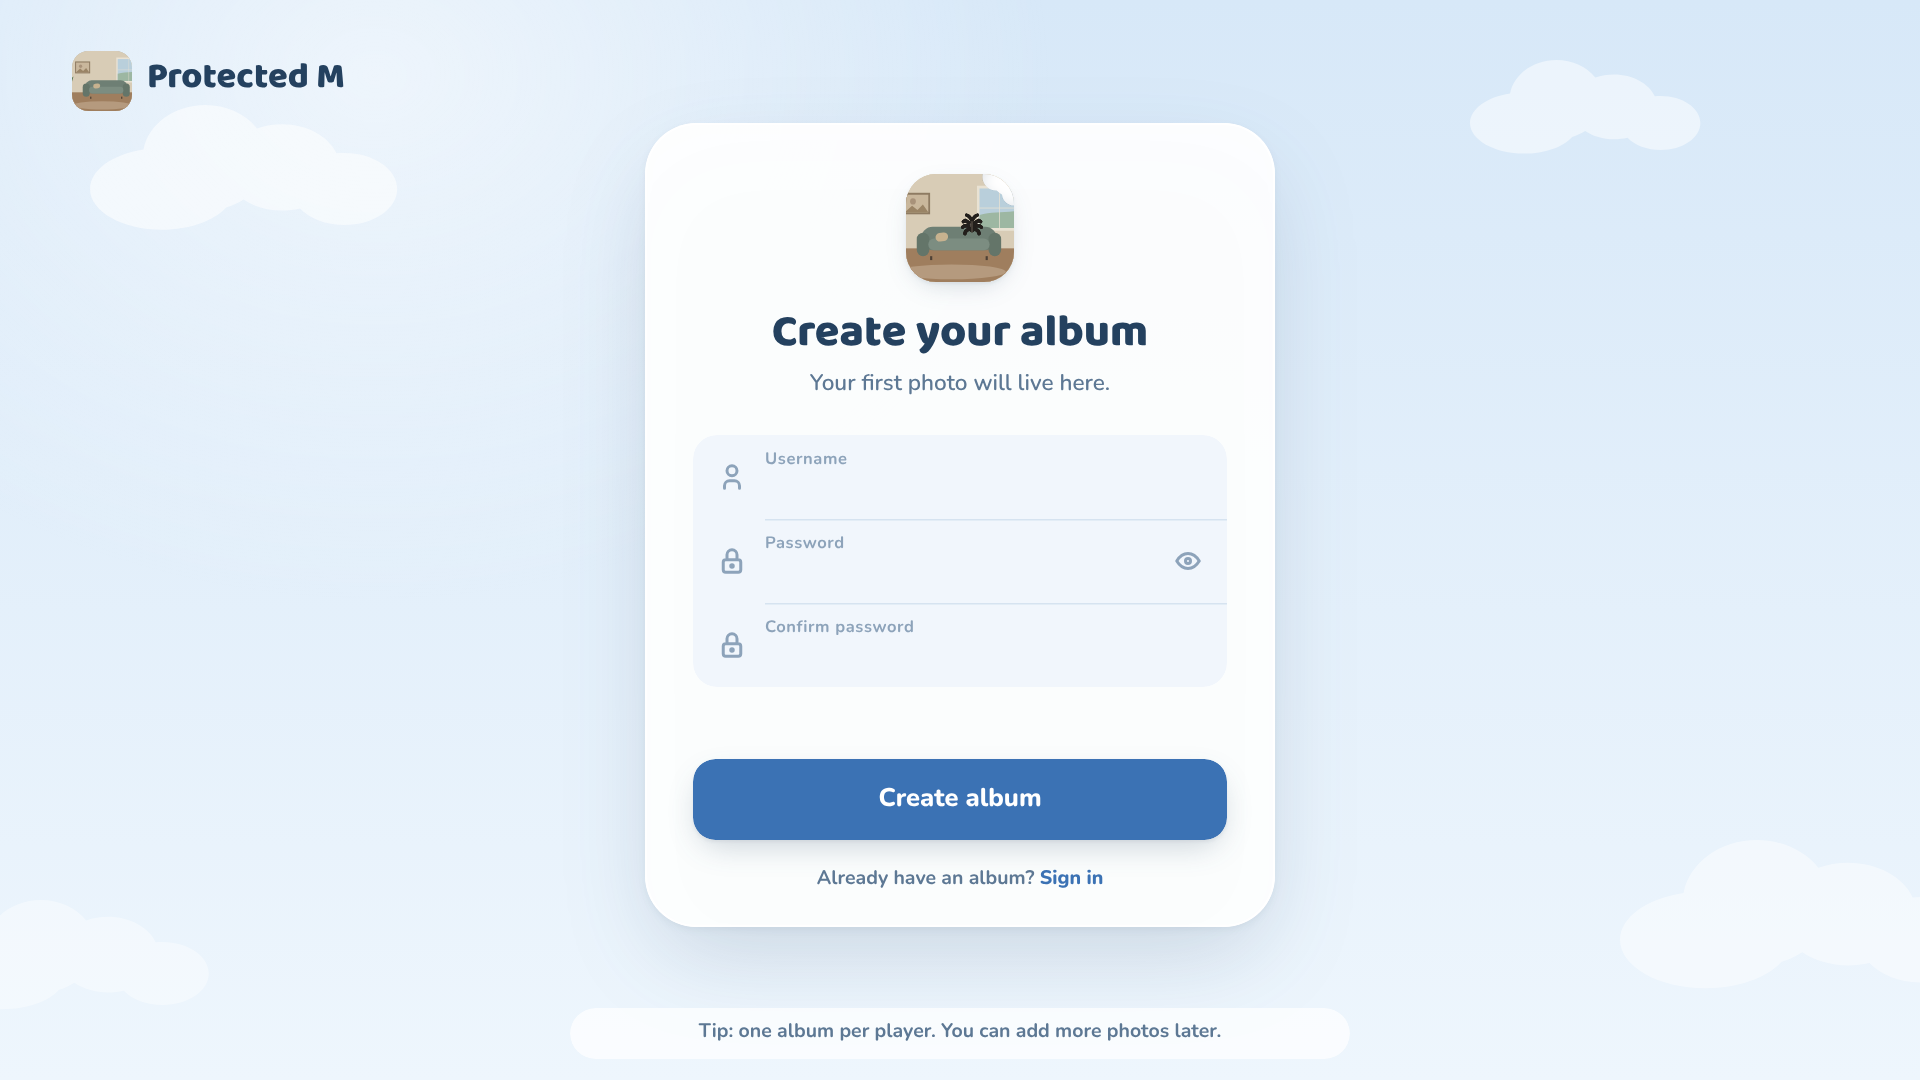 Protected M
Create your album
Your first photo will live here.
Username
Password
Confirm password
Create album
Already have an album? Sign in
Tip: one album per player. You can add more photos later.